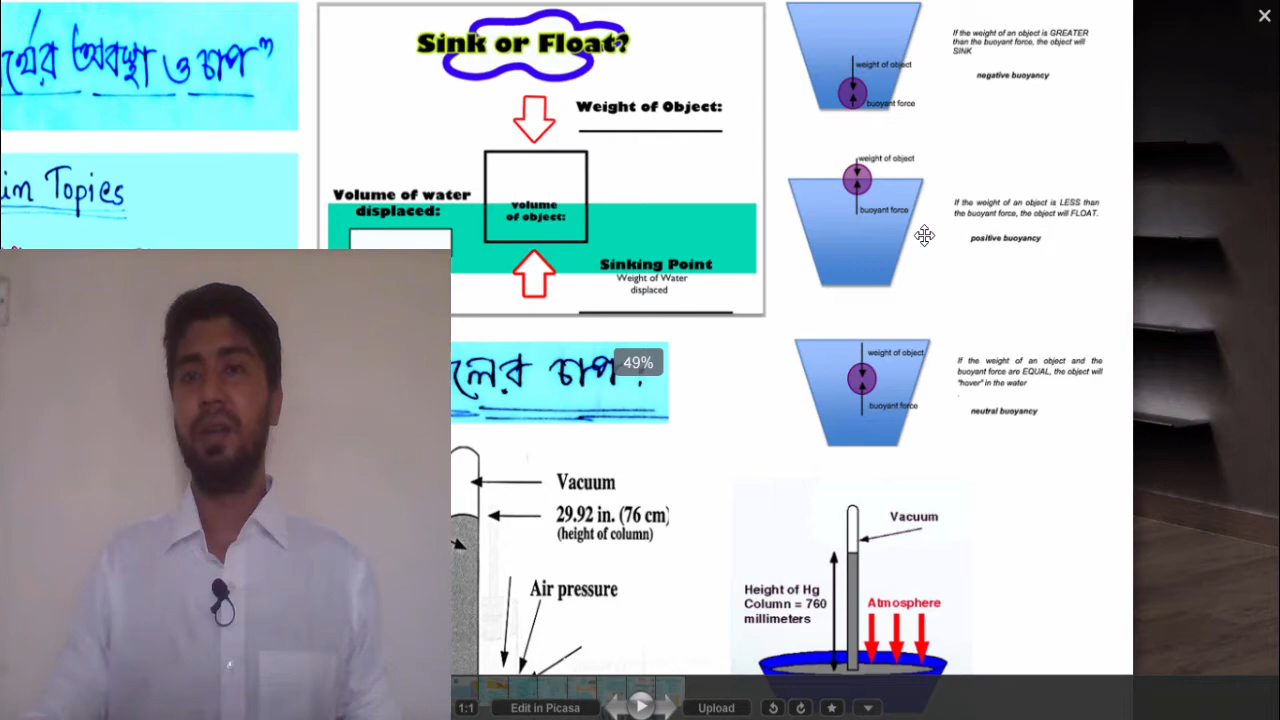 র্থের অবস্থা ও চাপ"
in Topics
Sink or Float?
Weight of Object:
Volume of water
displaced:
volume
of object:
Sinking Point
Weight of Water
displaced
weight of object
buoyant force
If the weight of an object is GREATER
than the buoyant force, the object will
SINK
negative buoyancy
weight of object
buoyant force
If the weight of an object is LESS than
the buoyant force, the object will FLOAT.
positive buoyancy
weight of object
buoyant force
If the weight of an object and the
buoyant force are EQUAL, the object will
"hover" in the water
.
neutral buoyancy
লের চাপ :
49%
Vacuum
29.92 in. (76 cm)
(height of column)
Air pressure
Vacuum
Height of Hg
Column = 760
millimeters
Atmosphere
1:1
Edit in Picasa
Upload